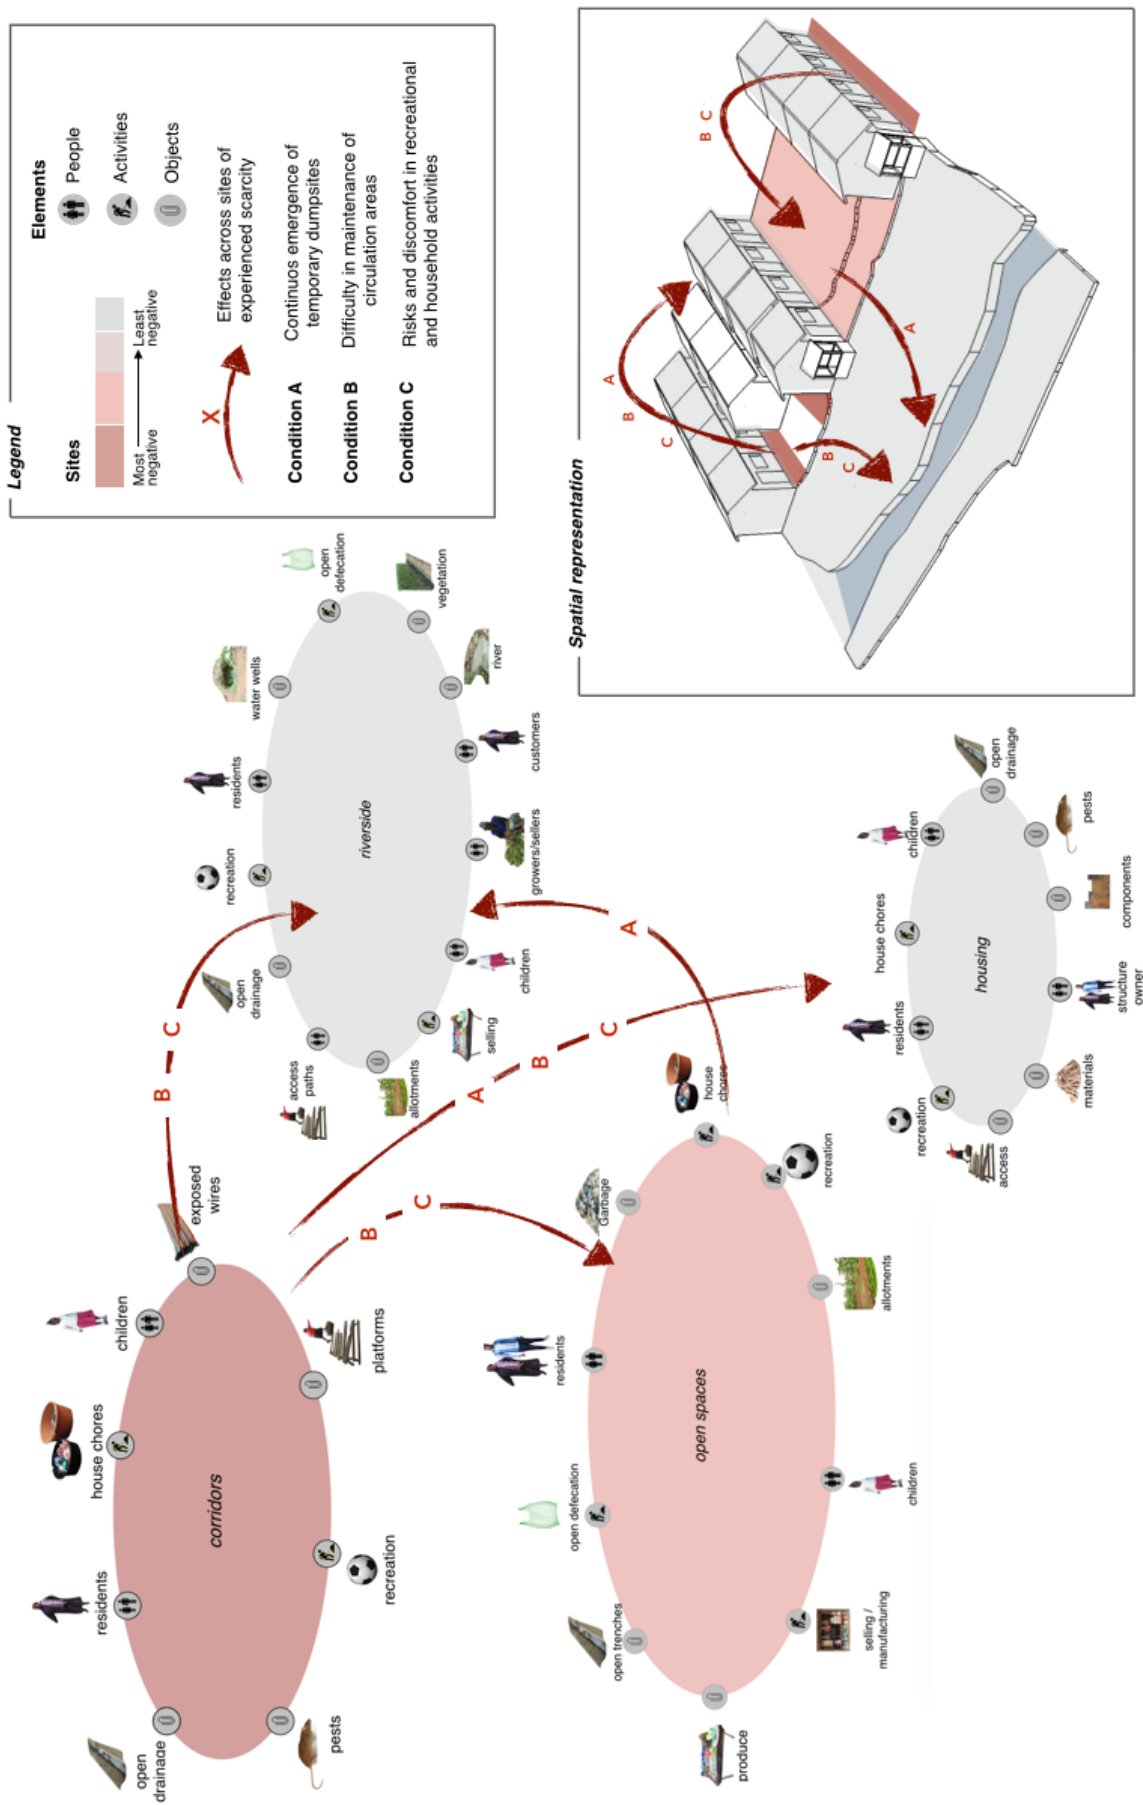 Legend
Sites
Most
negative
Least
negative
Elements
People
Activities
Objects
X
Effects across sites of
experienced scarcity
Condition A
Continuos emergence of
temporary dumpsites
Condition B
Difficulty in maintenance of
circulation areas
Condition C
Risks and discomfort in recreational
and household activities
corridors
open
drainage
residents
house chores
children
exposed
wires
platforms
recreation
pests
B
C
A
B
C
B
C
A
riverside
access
paths
open
drainage
recreation
residents
water wells
open
defecation
vegetation
river
customers
growers/sellers
children
selling
allotments
open spaces
produce
open trenches
open defecation
residents
Garbage
house
chores
recreation
allotments
children
selling /
manufacturing
housing
access
recreation
residents
house chores
children
open
drainage
pests
components
structure
owner
materials
Spatial representation
C
B
A
B
C
A
B
C